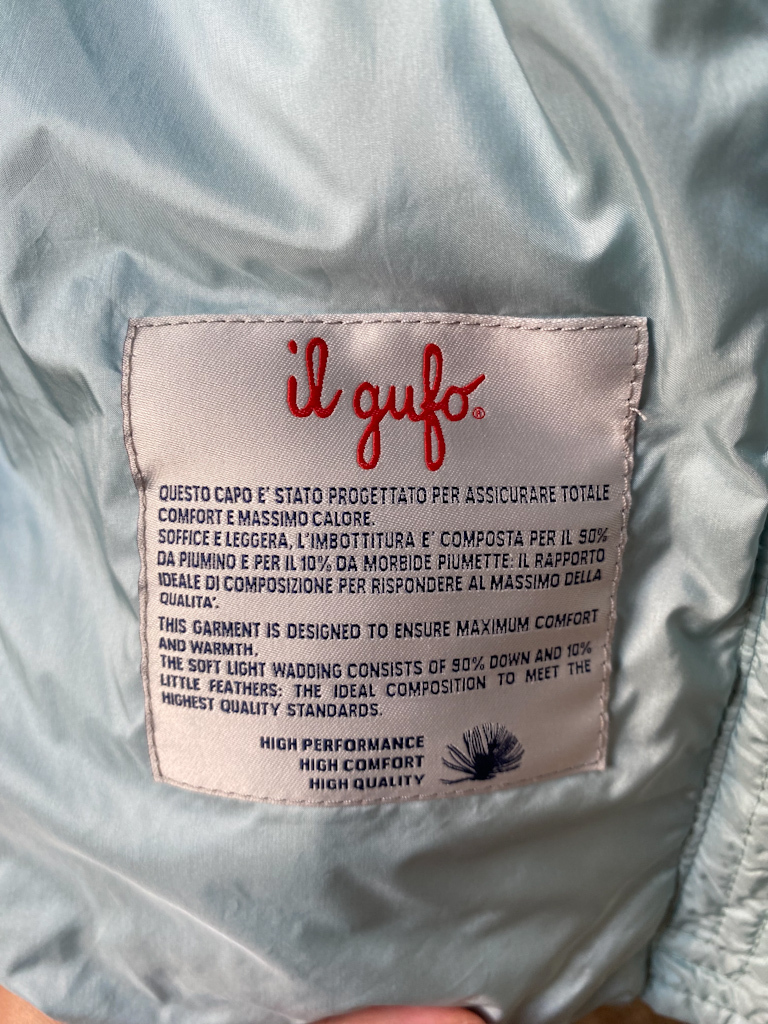 il gufo®
QUESTO CAPO E' STATO PROGETTATO PER ASSICURARE TOTALE
COMFORT E MASSIMO CALORE.
SOFFICE E LEGGERA, L'IMBOTTITURA E' COMPOSTA PER IL 90%
DA PIUMINO E PER IL 10% DA MORBIDE PIUMETTE: IL RAPPORTO
IDEALE DI COMPOSIZIONE PER RISPONDERE AL MASSIMO DELLA
QUALITA'.
THIS GARMENT IS DESIGNED TO ENSURE MAXIMUM COMFORT
AND WARMTH.
THE SOFT LIGHT WADDING CONSISTS OF 90% DOWN AND 10%
LITTLE FEATHERS: THE IDEAL COMPOSITION TO MEET THE
HIGHEST QUALITY STANDARDS.
HIGH PERFORMANCE
HIGH COMFORT
HIGH QUALITY